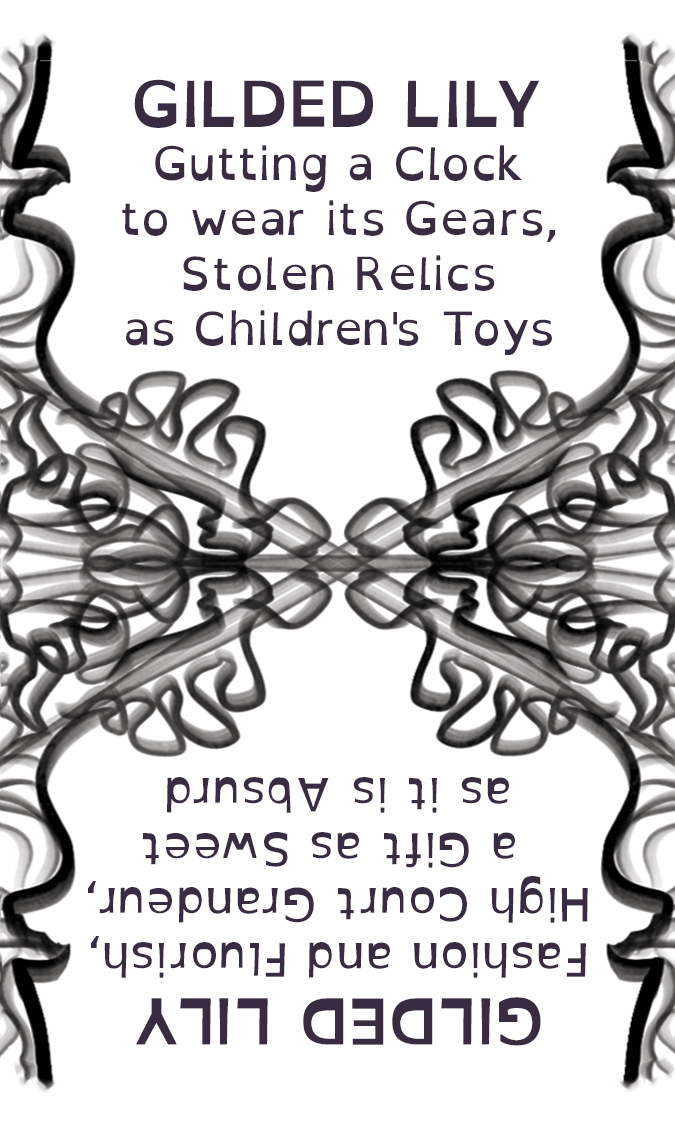 GILDED LILY
Gutting a Clock
to wear its Gears,
Stolen Relics
as Children's Toys
GILDED LILY
Fashion and Fluorish,
High Court Grandeur,
a Gift as Sweet
as it is Absurd